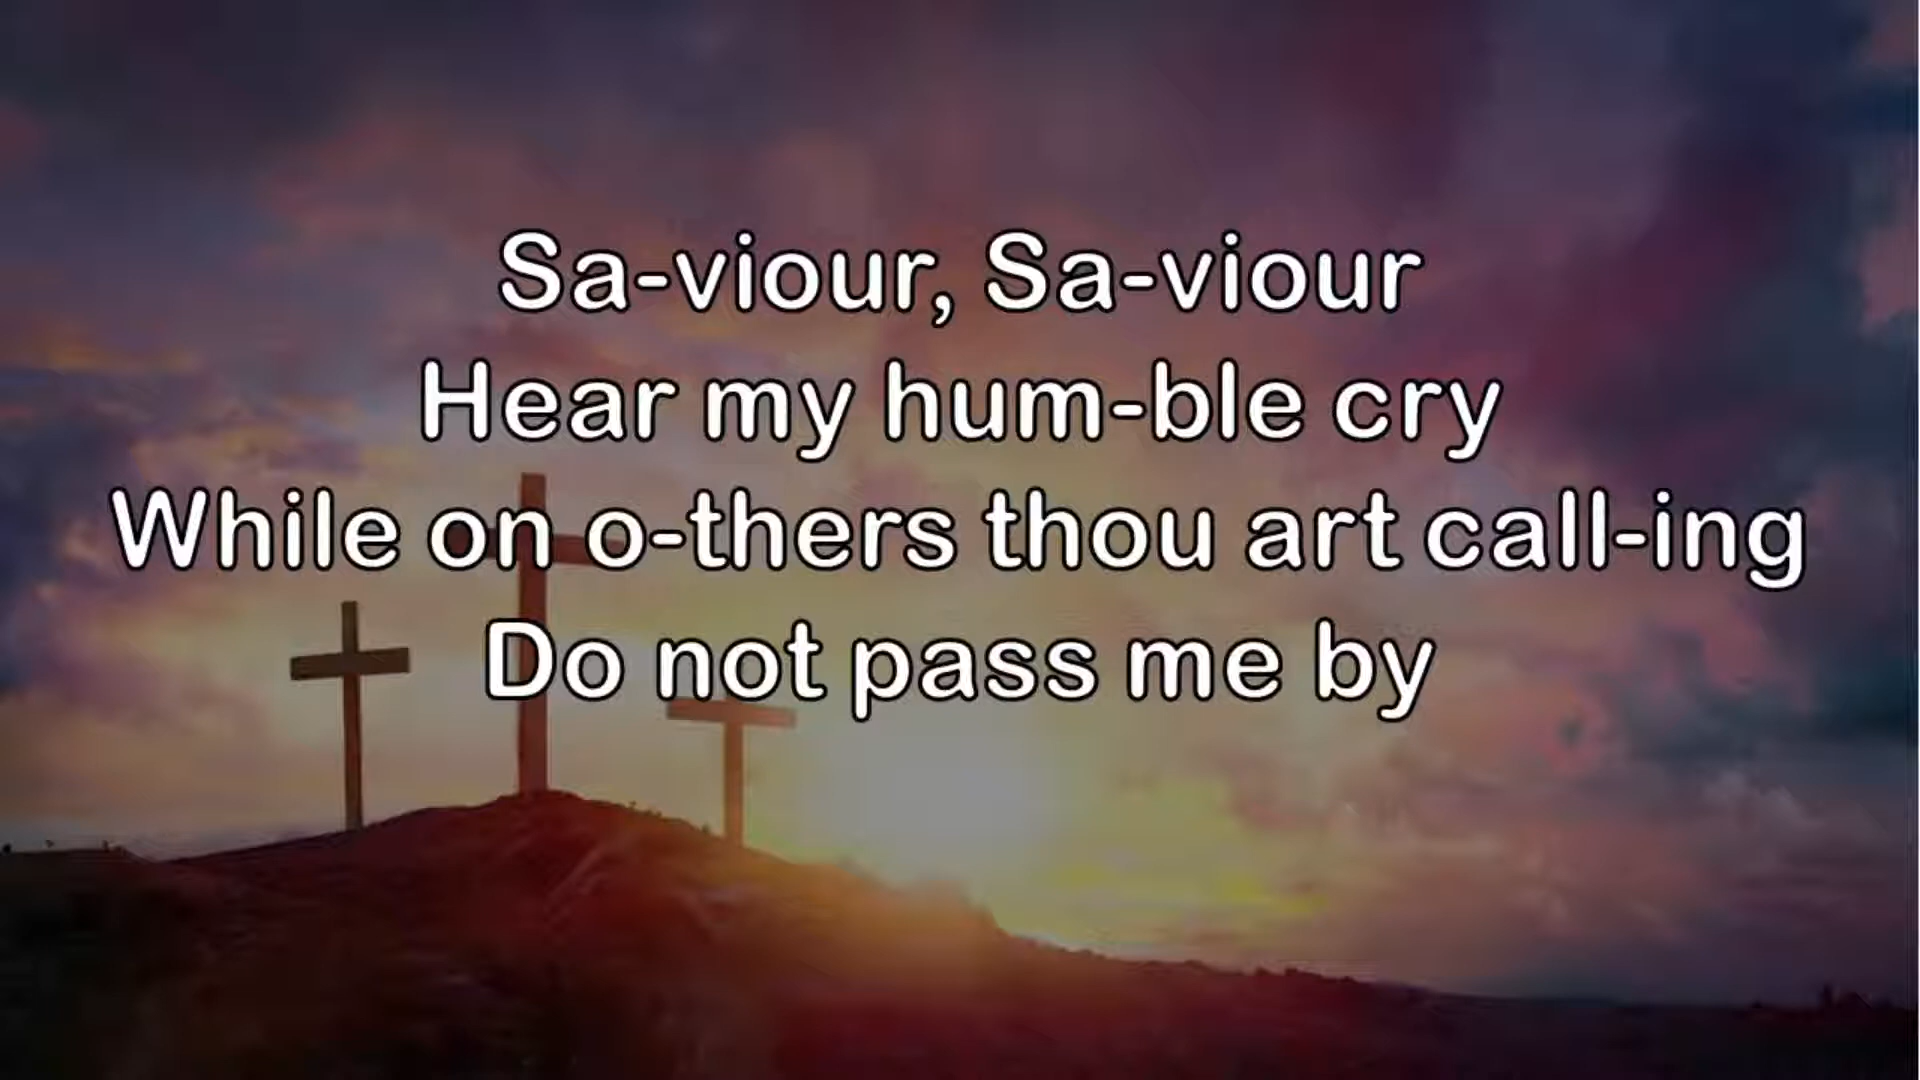 Sa-viour, Sa-viour
Hear my hum-ble cry
While on o-thers thou art call-ing
Do not pass me by